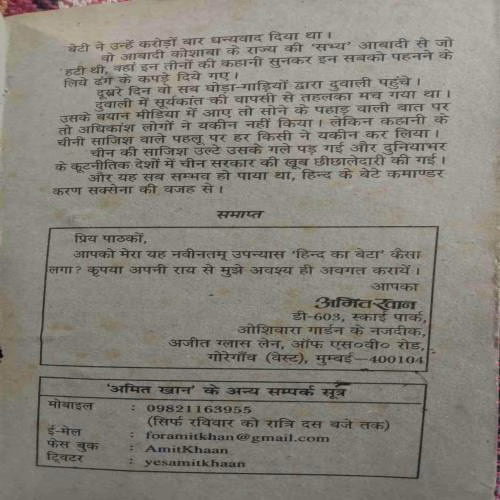 बेटी ने उन्हें करोड़ों बार धन्यवाद दिया था।
वो आबादी कोशाबा के राज्य की 'सभ्य' आबादी से जो
हटी थी, वहां इन तीनों की कहानी सुनकर इन सबको पहनने के
लिये ढंग के कपड़े दिये गए।
दूसरे दिन वो सब घोड़ा-गाड़ियों द्वारा दुवाली पहुंचे।
दुवाली में सूर्यकांत की वापसी से तहलका मच गया था।
उसके बयान मीडिया में आए तो सोने के पहाड़ वाली बात पर
तो अधिकांश लोगों ने यकीन नहीं किया। लेकिन कहानी के
चीनी साजिश वाले पहलू पर हर किसी ने यकीन कर लिया।
चीन की साजिश उल्टे उसके गले पड़ गई और दुनियाभर
के कूटनीतिक देशों में चीन सरकार की खूब छीछालेदारी की गई।
और यह सब सम्भव हो पाया था, हिन्द के बेटे कमाण्डर
करण सक्सेना की वजह से।
समाप्त
प्रिय पाठकों,
आपको मेरा यह नवीनतम् उपन्यास 'हिन्द का बेटा' कैसा
लगा? कृपया अपनी राय से मुझे अवश्य ही अवगत करायें।
आपका
अमित खान
डी-603, स्काई पार्क,
ओशिवारा गार्डन के नजदीक,
अजीत ग्लास लेन, ऑफ एस०वी० रोड,
गोरेगाँव (वेस्ट), मुम्बई—400104
'अमित खान' के अन्य सम्पर्क सूत्र
मोबाइल : 09821163955
(सिर्फ रविवार को रात्रि दस बजे तक)
ई-मेल : foramitkhan@gmail.com
फेस बुक : AmitKhaan
ट्विटर : yesamitkhaan